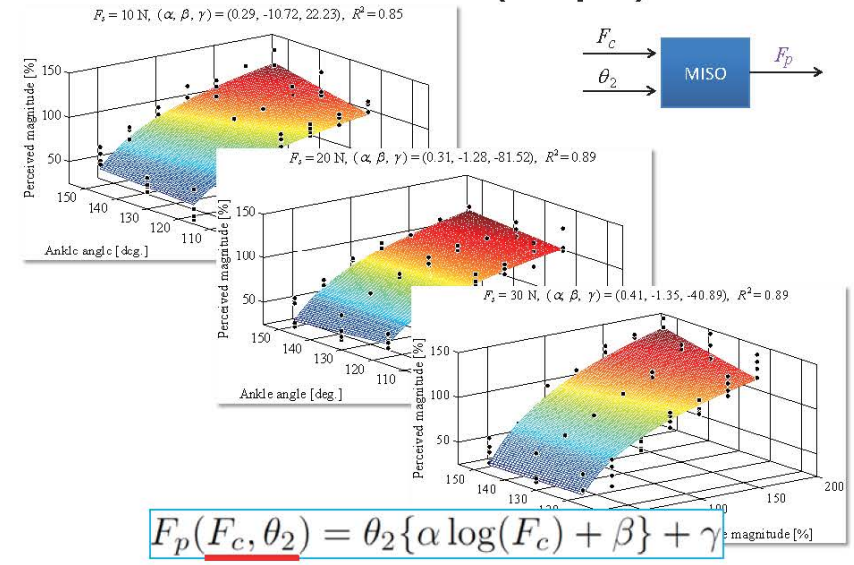 F_s = 10 N, (α, β, γ) = (0.29, -10.72, 22.23), R² = 0.85
F_c
θ_2
MISO
F_p
Perceived magnitude [%]
150
100
50
150
140
130
120
110
Ankle angle [deg.]
F_s = 20 N, (α, β, γ) = (0.31, -1.28, -81.52), R² = 0.89
Perceived magnitude [%]
150
100
50
150
140
130
120
110
Ankle angle [deg.]
F_s = 30 N, (α, β, γ) = (0.41, -1.35, -40.89), R² = 0.89
Perceived magnitude [%]
150
100
50
150
140
130
150
200
magnitude [%]
F_p(F_c, θ_2) = θ_2{α log(F_c) + β} + γ